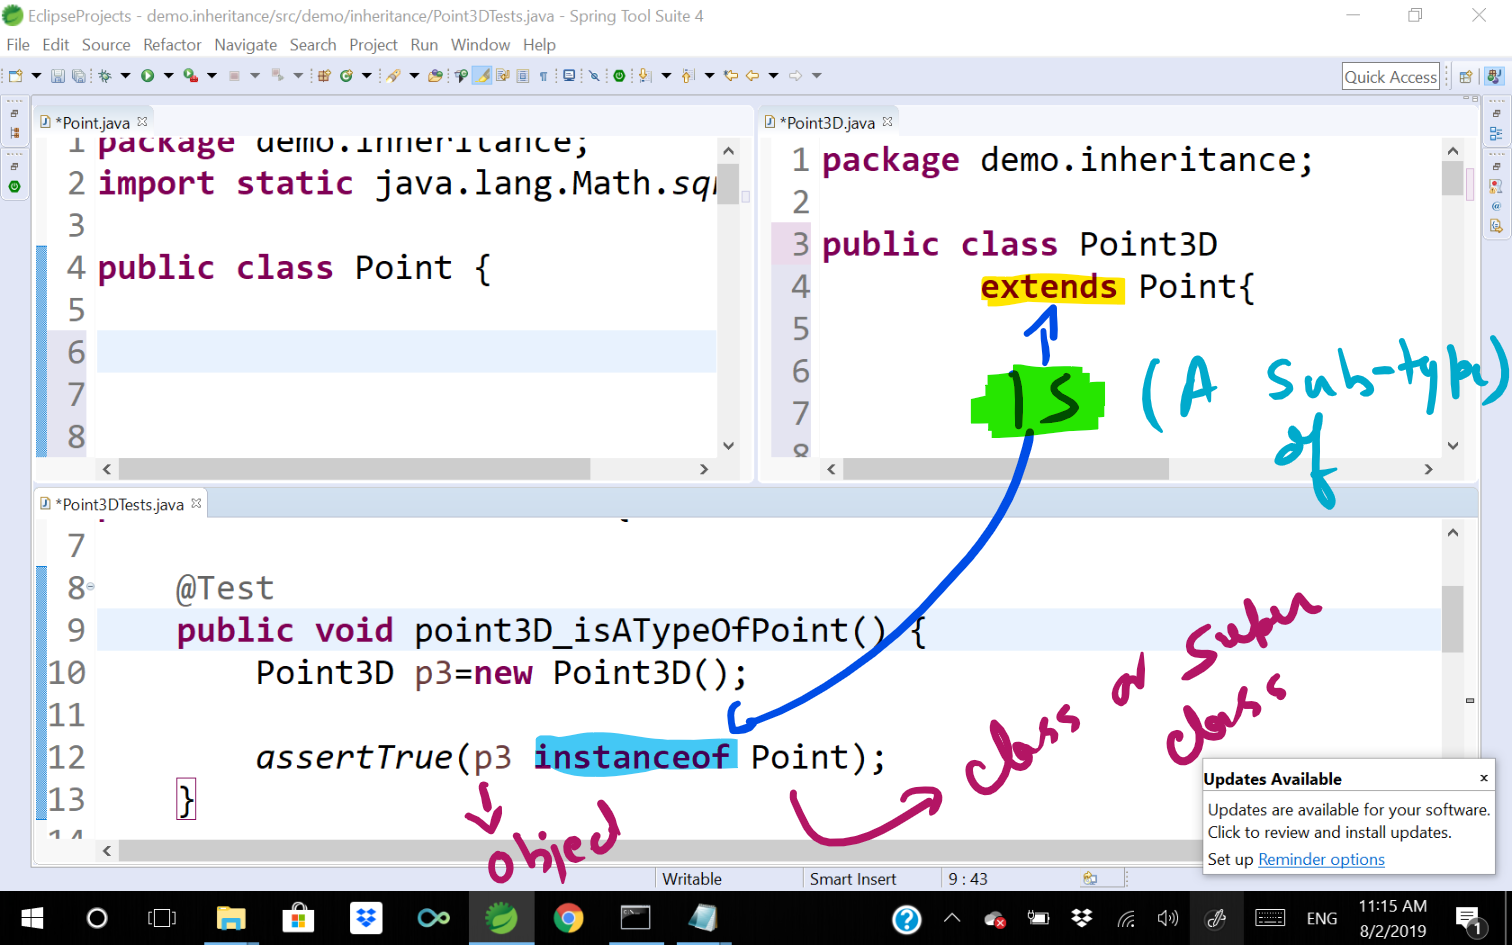 EclipseProjects - demo.inheritance/src/demo/inheritance/Point3DTests.java - Spring Tool Suite 4
File Edit Source Refactor Navigate Search Project Run Window Help
Quick Access
*Point.java
1 package demo.inheritance;
2 import static java.lang.Math.sqr
3
4 public class Point {
5
6
7
8
*Point3D.java
1 package demo.inheritance;
2
3 public class Point3D
4 extends Point{
5
6
7
8
IS (A sub-type)
of
*Point3DTests.java
7
8 @Test
9 public void point3D_isATypeOfPoint() {
10 Point3D p3=new Point3D();
11
12 assertTrue(p3 instanceof Point);
13 }
14
object
class or super
class
Updates Available x
Updates are available for your software.
Click to review and install updates.
Set up Reminder options
Writable Smart Insert 9 : 43
ENG
11:15 AM
8/2/2019
1